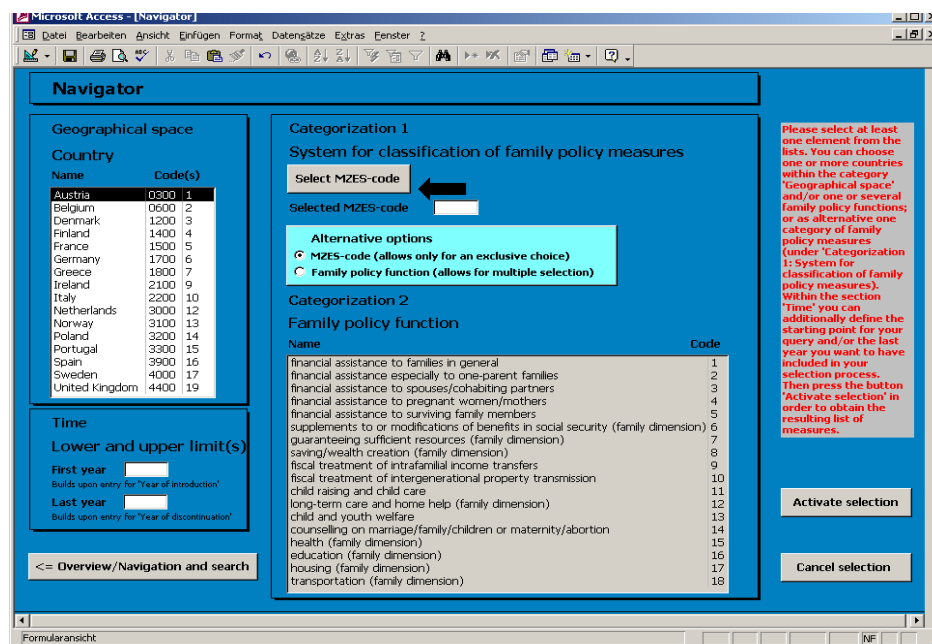 Microsoft Access - [Navigator]
Datei Bearbeiten Ansicht Einfügen Format Datensätze Extras Fenster ?
Navigator
Geographical space
Country
Name Code(s)
Austria 0300 1
Belgium 0600 2
Denmark 1200 3
Finland 1400 4
France 1500 5
Germany 1700 6
Greece 1800 7
Ireland 2100 9
Italy 2200 10
Netherlands 3000 12
Norway 3100 13
Poland 3200 14
Portugal 3300 15
Spain 3900 16
Sweden 4000 17
United Kingdom 4400 19
Time
Lower and upper limit(s)
First year
Builds upon entry for 'Year of introduction'
Last year
Builds upon entry for 'Year of discontinuation'
<= Overview/Navigation and search
Categorization 1
System for classification of family policy measures
Select MZES-code
Selected MZES-code
Alternative options
MZES-code (allows only for an exclusive choice)
Family policy function (allows for multiple selection)
Categorization 2
Family policy function
Name Code
financial assistance to families in general 1
financial assistance especially to one-parent families 2
financial assistance to spouses/cohabiting partners 3
financial assistance to pregnant women/mothers 4
financial assistance to surviving family members 5
supplements to or modifications of benefits in social security (family dimension) 6
guaranteeing sufficient resources (family dimension) 7
saving/wealth creation (family dimension) 8
fiscal treatment of intrafamilial income transfers 9
fiscal treatment of intergenerational property transmission 10
child raising and child care 11
long-term care and home help (family dimension) 12
child and youth welfare 13
counselling on marriage/family/children or maternity/abortion 14
health (family dimension) 15
education (family dimension) 16
housing (family dimension) 17
transportation (family dimension) 18
Please select at least
one element from the
lists. You can choose
one or more countries
within the category
'Geographical space'
and/or one or several
family policy functions;
or as alternative one
category of family
policy measures
(under 'Categorization
1: System for
classification of family
policy measures).
Within the section
'Time' you can
additionally define the
starting point for your
query and/or the last
year you want to have
included in your
selection process.
Then press the button
'Activate selection' in
order to obtain the
resulting list of
measures.
Activate selection
Cancel selection
Formularansicht
NF